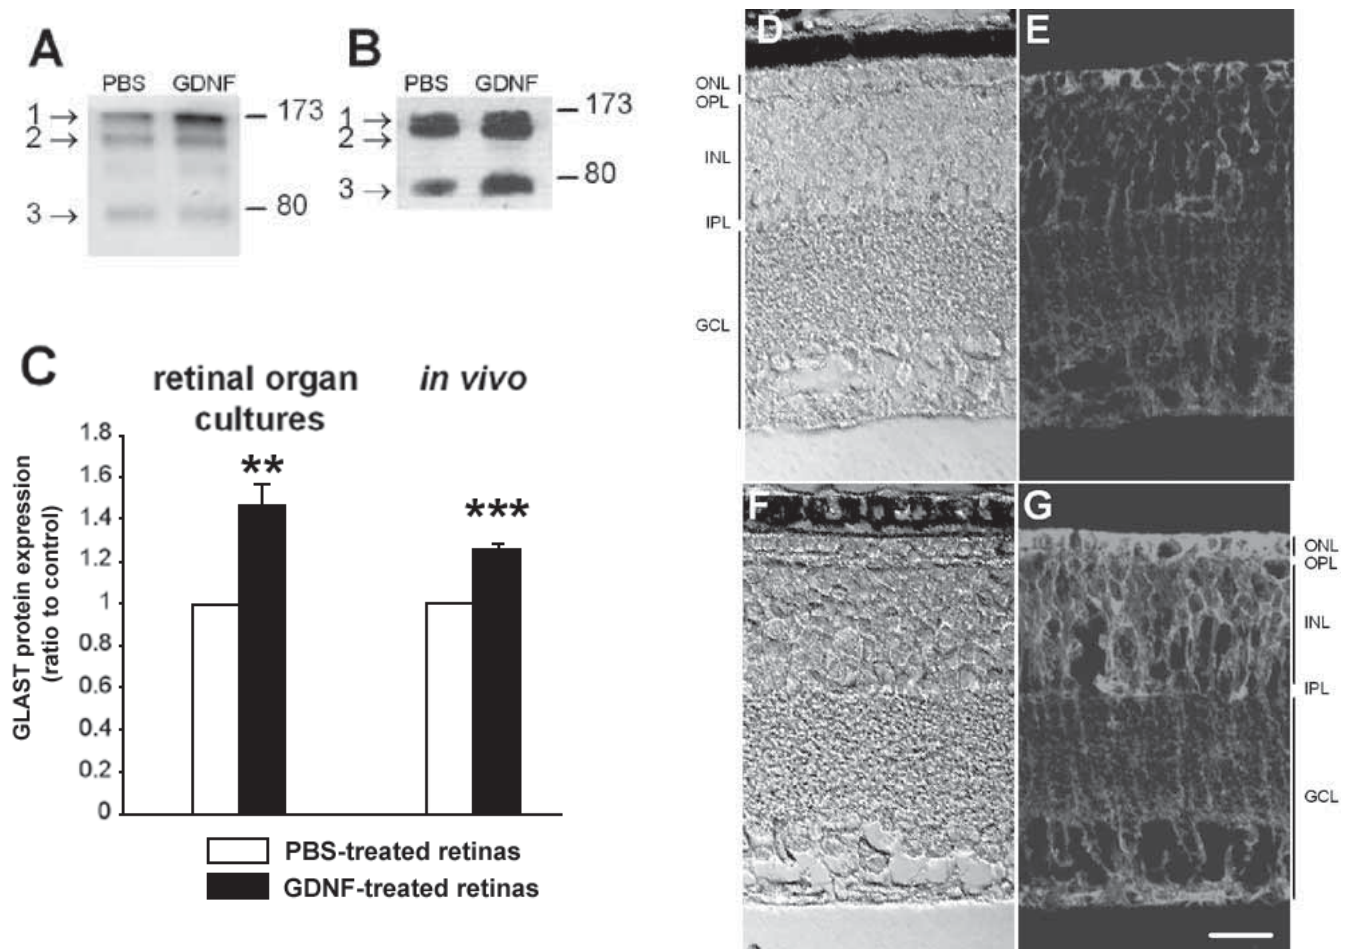 A
PBS GDNF
1 → – 173
2 →
3 → – 80
B
PBS GDNF
1 → – 173
2 →
– 80
3 →
C
retinal organ
cultures
in vivo
** 
***
GLAST protein expression
(ratio to control)
1.8
1.6
1.4
1.2
1
0.8
0.6
0.4
0.2
0
PBS-treated retinas
GDNF-treated retinas
D
E
ONL
OPL
INL
IPL
GCL
F
G
ONL
OPL
INL
IPL
GCL